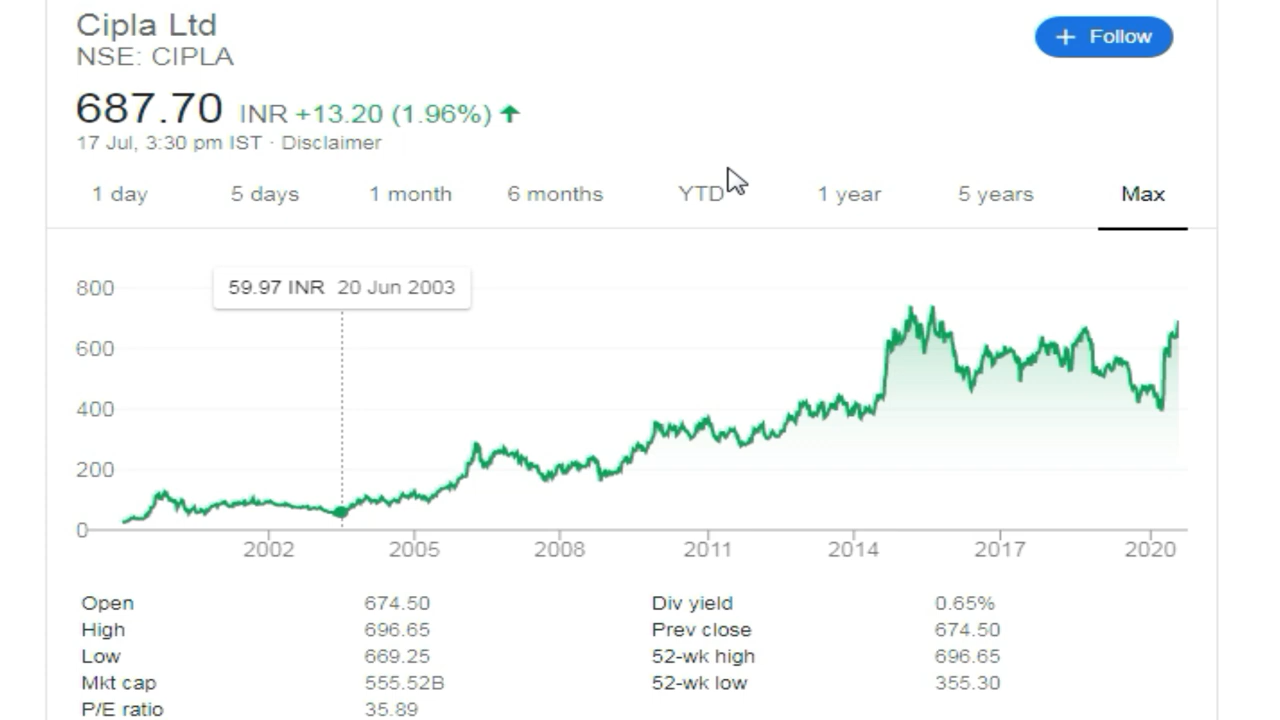 Cipla Ltd
NSE: CIPLA
+ Follow
687.70 INR +13.20 (1.96%)
17 Jul, 3:30 pm IST · Disclaimer
1 day 5 days 1 month 6 months YTD 1 year 5 years Max
59.97 INR 20 Jun 2003
800
600
400
200
0
2002 2005 2008 2011 2014 2017 2020
Open 674.50 Div yield 0.65%
High 696.65 Prev close 674.50
Low 669.25 52-wk high 696.65
Mkt cap 555.52B 52-wk low 355.30
P/E ratio 35.89